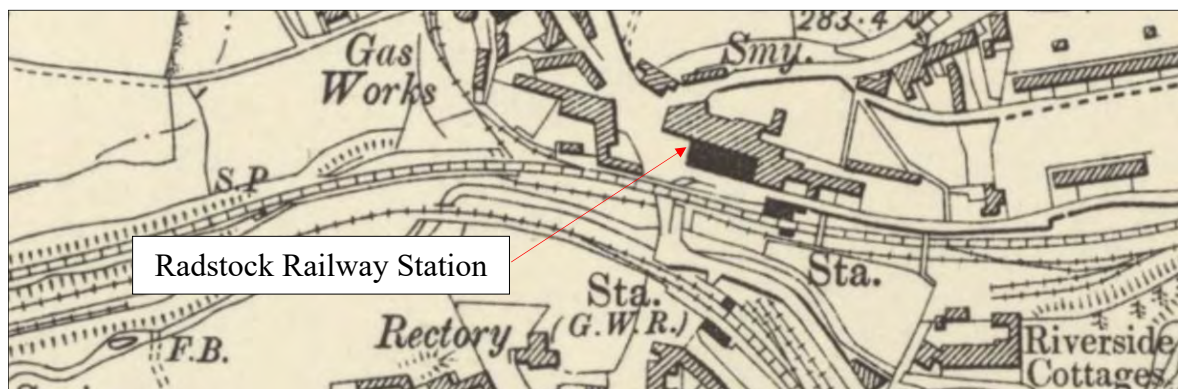 283·4
Smy.
Gas
Works
S.P.
Radstock Railway Station
Sta.
Sta.
(G.W.R.)
Rectory
F.B.
Riverside
Cottages